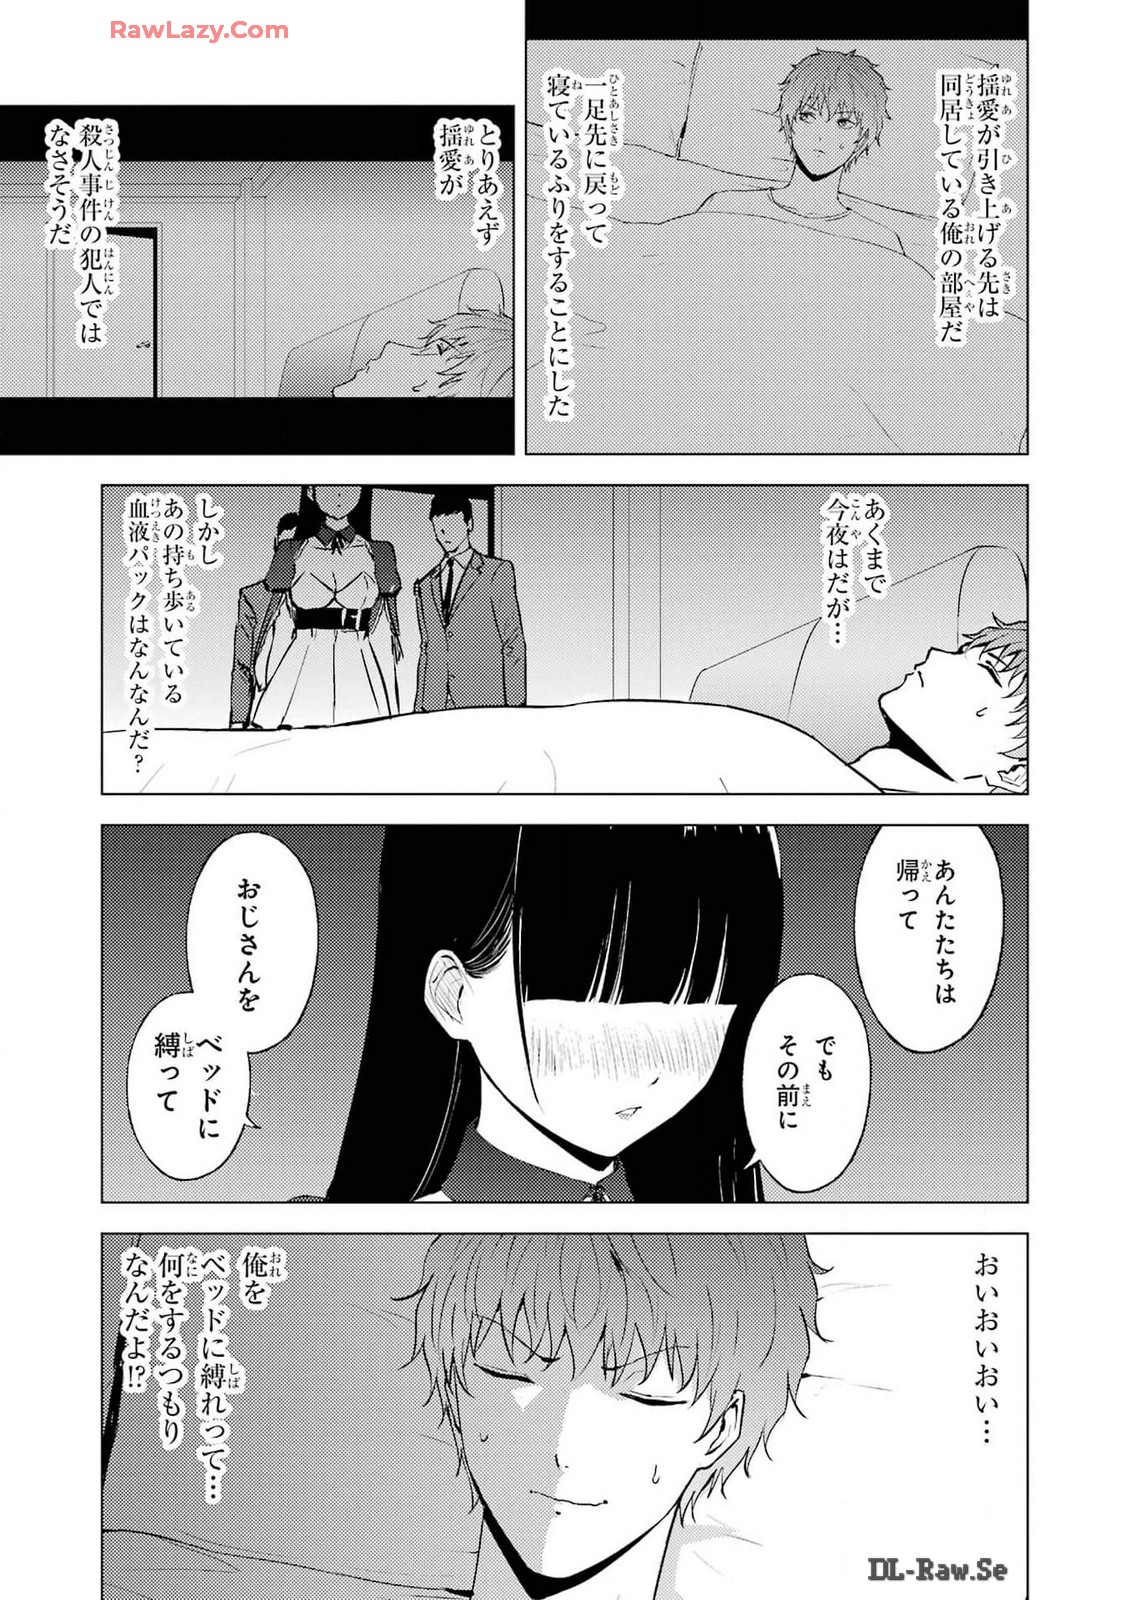 RawLazy.Com
揺愛が引き上げる先は
同居している俺の部屋だ
一足先に戻って
寝ているふりをすることにした
とりあえず
揺愛が
殺人事件の犯人では
なさそうだ
あくまで
今夜はだが…
しかし
あの持ち歩いている
血液パックはなんなんだ?
あんたたちは
帰って
でも
その前に
おじさんを
ベッドに
縛って
おいおいおい…
俺を
ベッドに縛れって…
何をするつもり
なんだよ!?
DL-Raw.Se